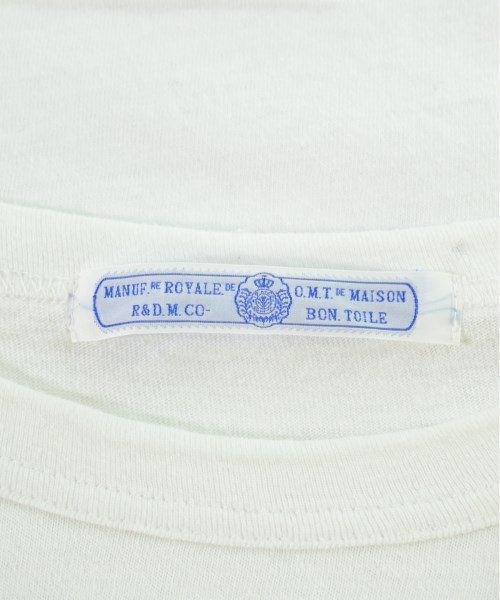 MANUF.RE ROYALE.DE O.M.T.DE MAISON
R&D.M.CO- BON.TOILE